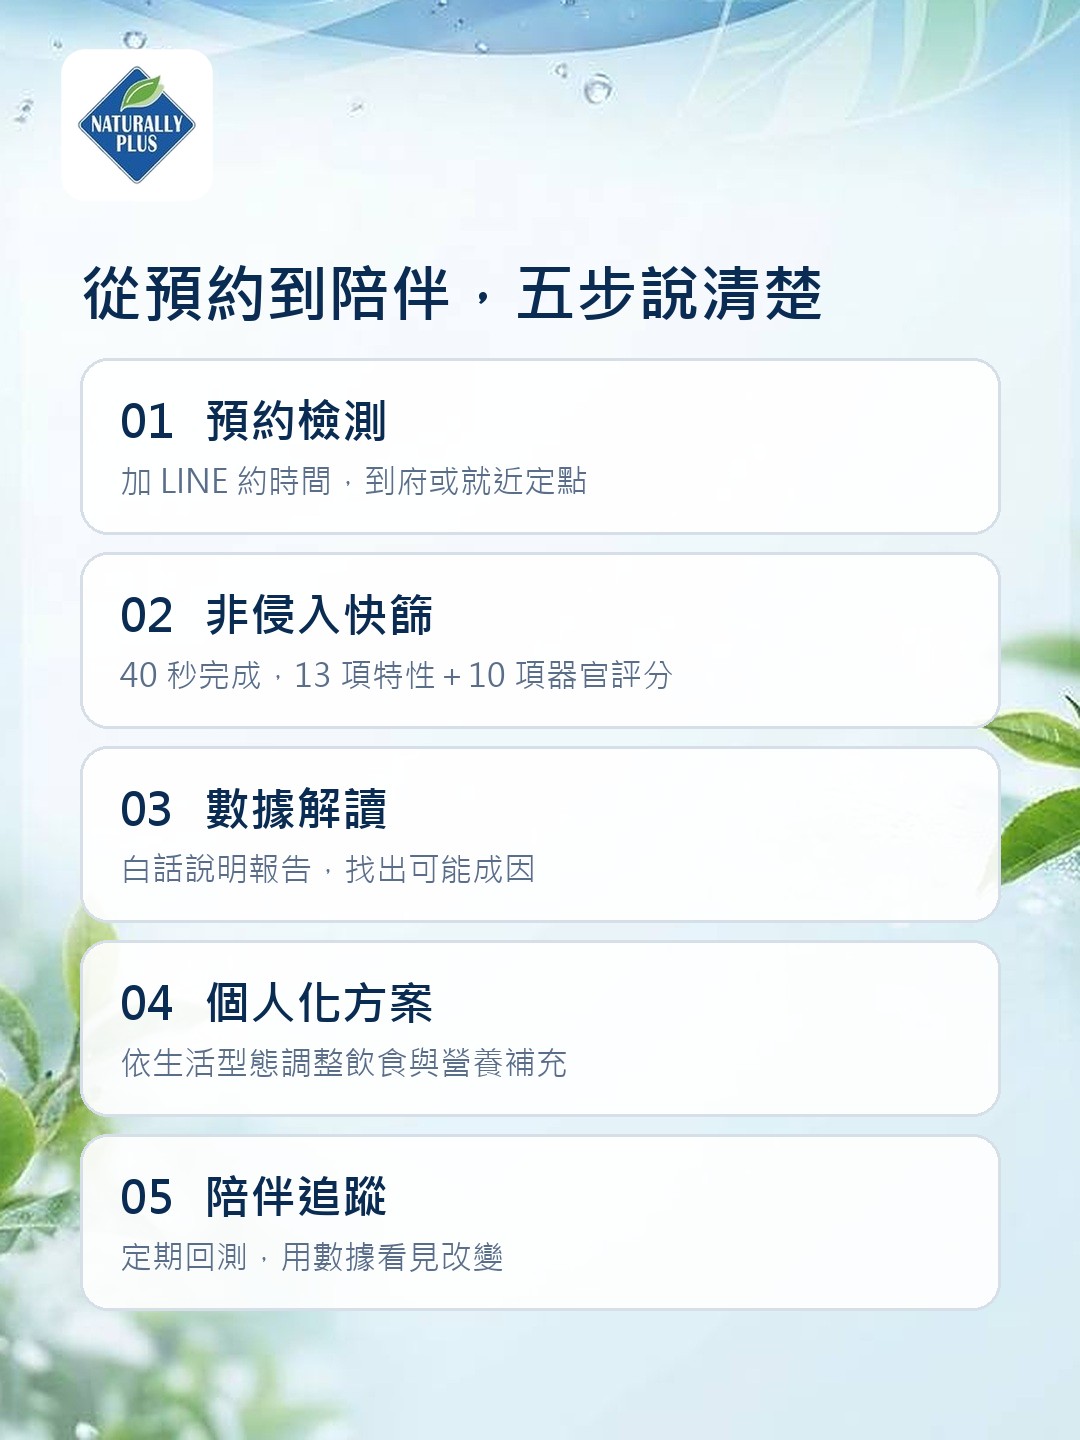 NATURALLY
PLUS
從預約到陪伴，五步說清楚
01 預約檢測
加 LINE 約時間，到府或就近定點
02 非侵入快篩
40 秒完成，13 項特性＋10 項器官評分
03 數據解讀
白話說明報告，找出可能成因
04 個人化方案
依生活型態調整飲食與營養補充
05 陪伴追蹤
定期回測，用數據看見改變